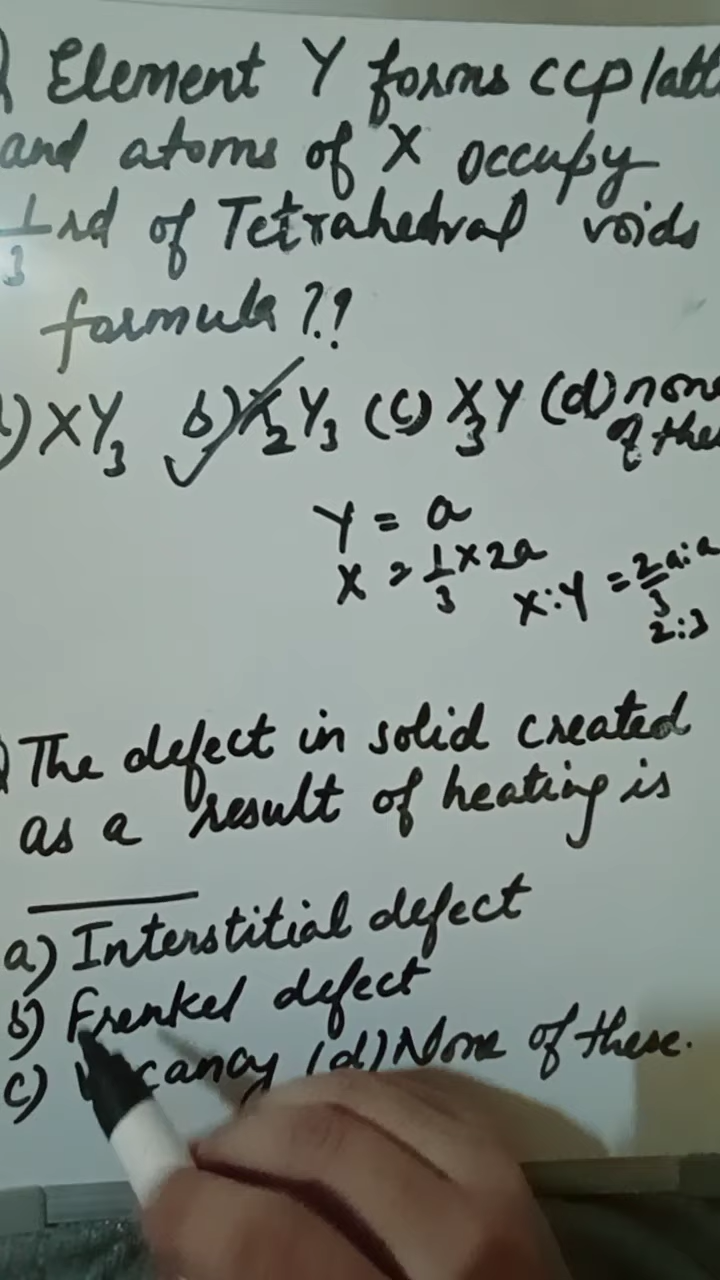 Element Y forms ccp latt
and atoms of X occupy
1/3 rd of Tetrahedral voids
formula ??
) XY3 b) X2Y3 (c) X3Y (d) none of the
Y = a
X = 1/3 × 2a
X:Y = 2/3 a:a
2:3
The defect in solid created
as a result of heating is
a) Interstitial defect
b) Frenkel defect
c) Vacancy (d) None of these.